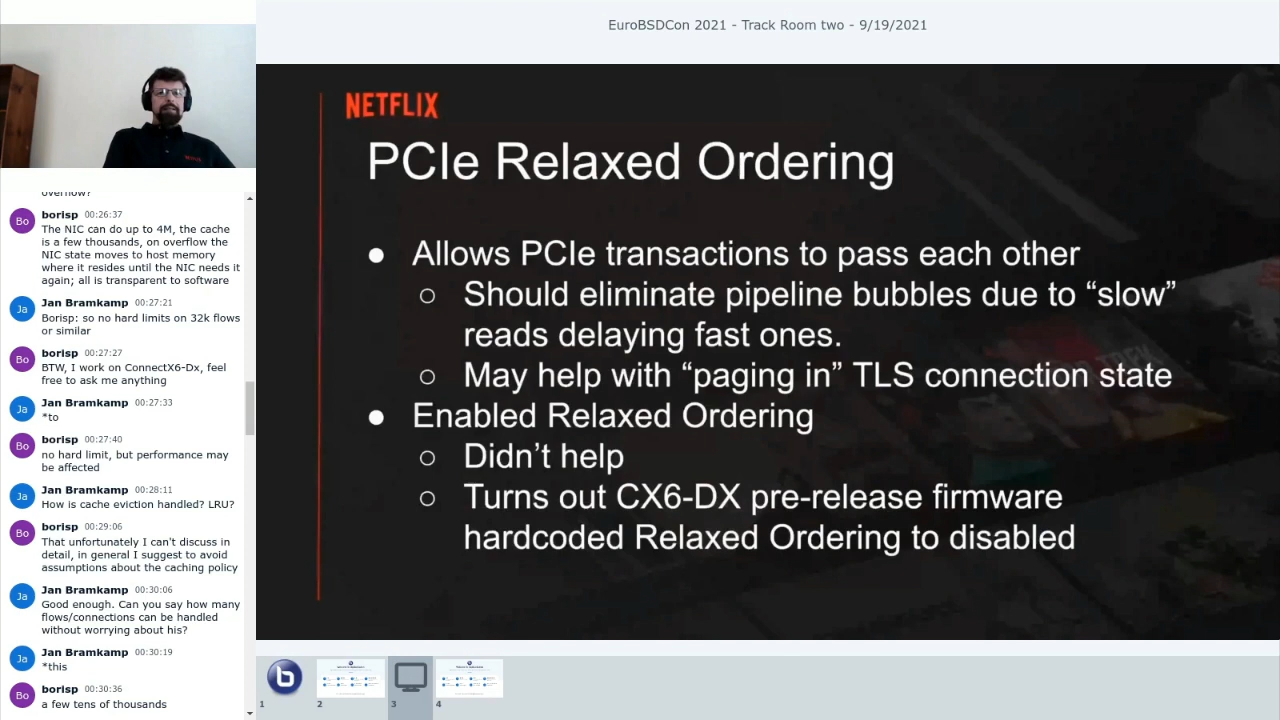 EuroBSDCon 2021 - Track Room two - 9/19/2021
NETFLIX
PCIe Relaxed Ordering
● Allows PCIe transactions to pass each other
○ Should eliminate pipeline bubbles due to “slow”
reads delaying fast ones.
○ May help with “paging in” TLS connection state
● Enabled Relaxed Ordering
○ Didn’t help
○ Turns out CX6-DX pre-release firmware
hardcoded Relaxed Ordering to disabled
overflow?
Bo
borisp 00:26:37
The NIC can do up to 4M, the cache
is a few thousands, on overflow the
NIC state moves to host memory
where it resides until the NIC needs it
again; all is transparent to software
Ja
Jan Bramkamp 00:27:21
Borisp: so no hard limits on 32k flows
or similar
Bo
borisp 00:27:27
BTW, I work on ConnectX6-Dx, feel
free to ask me anything
Ja
Jan Bramkamp 00:27:33
*to
Bo
borisp 00:27:40
no hard limit, but performance may
be affected
Ja
Jan Bramkamp 00:28:11
How is cache eviction handled? LRU?
Bo
borisp 00:29:06
That unfortunately I can't discuss in
detail, in general I suggest to avoid
assumptions about the caching policy
Ja
Jan Bramkamp 00:30:06
Good enough. Can you say how many
flows/connections can be handled
without worrying about his?
Ja
Jan Bramkamp 00:30:19
*this
Bo
borisp 00:30:36
a few tens of thousands
b
1
2
3
4